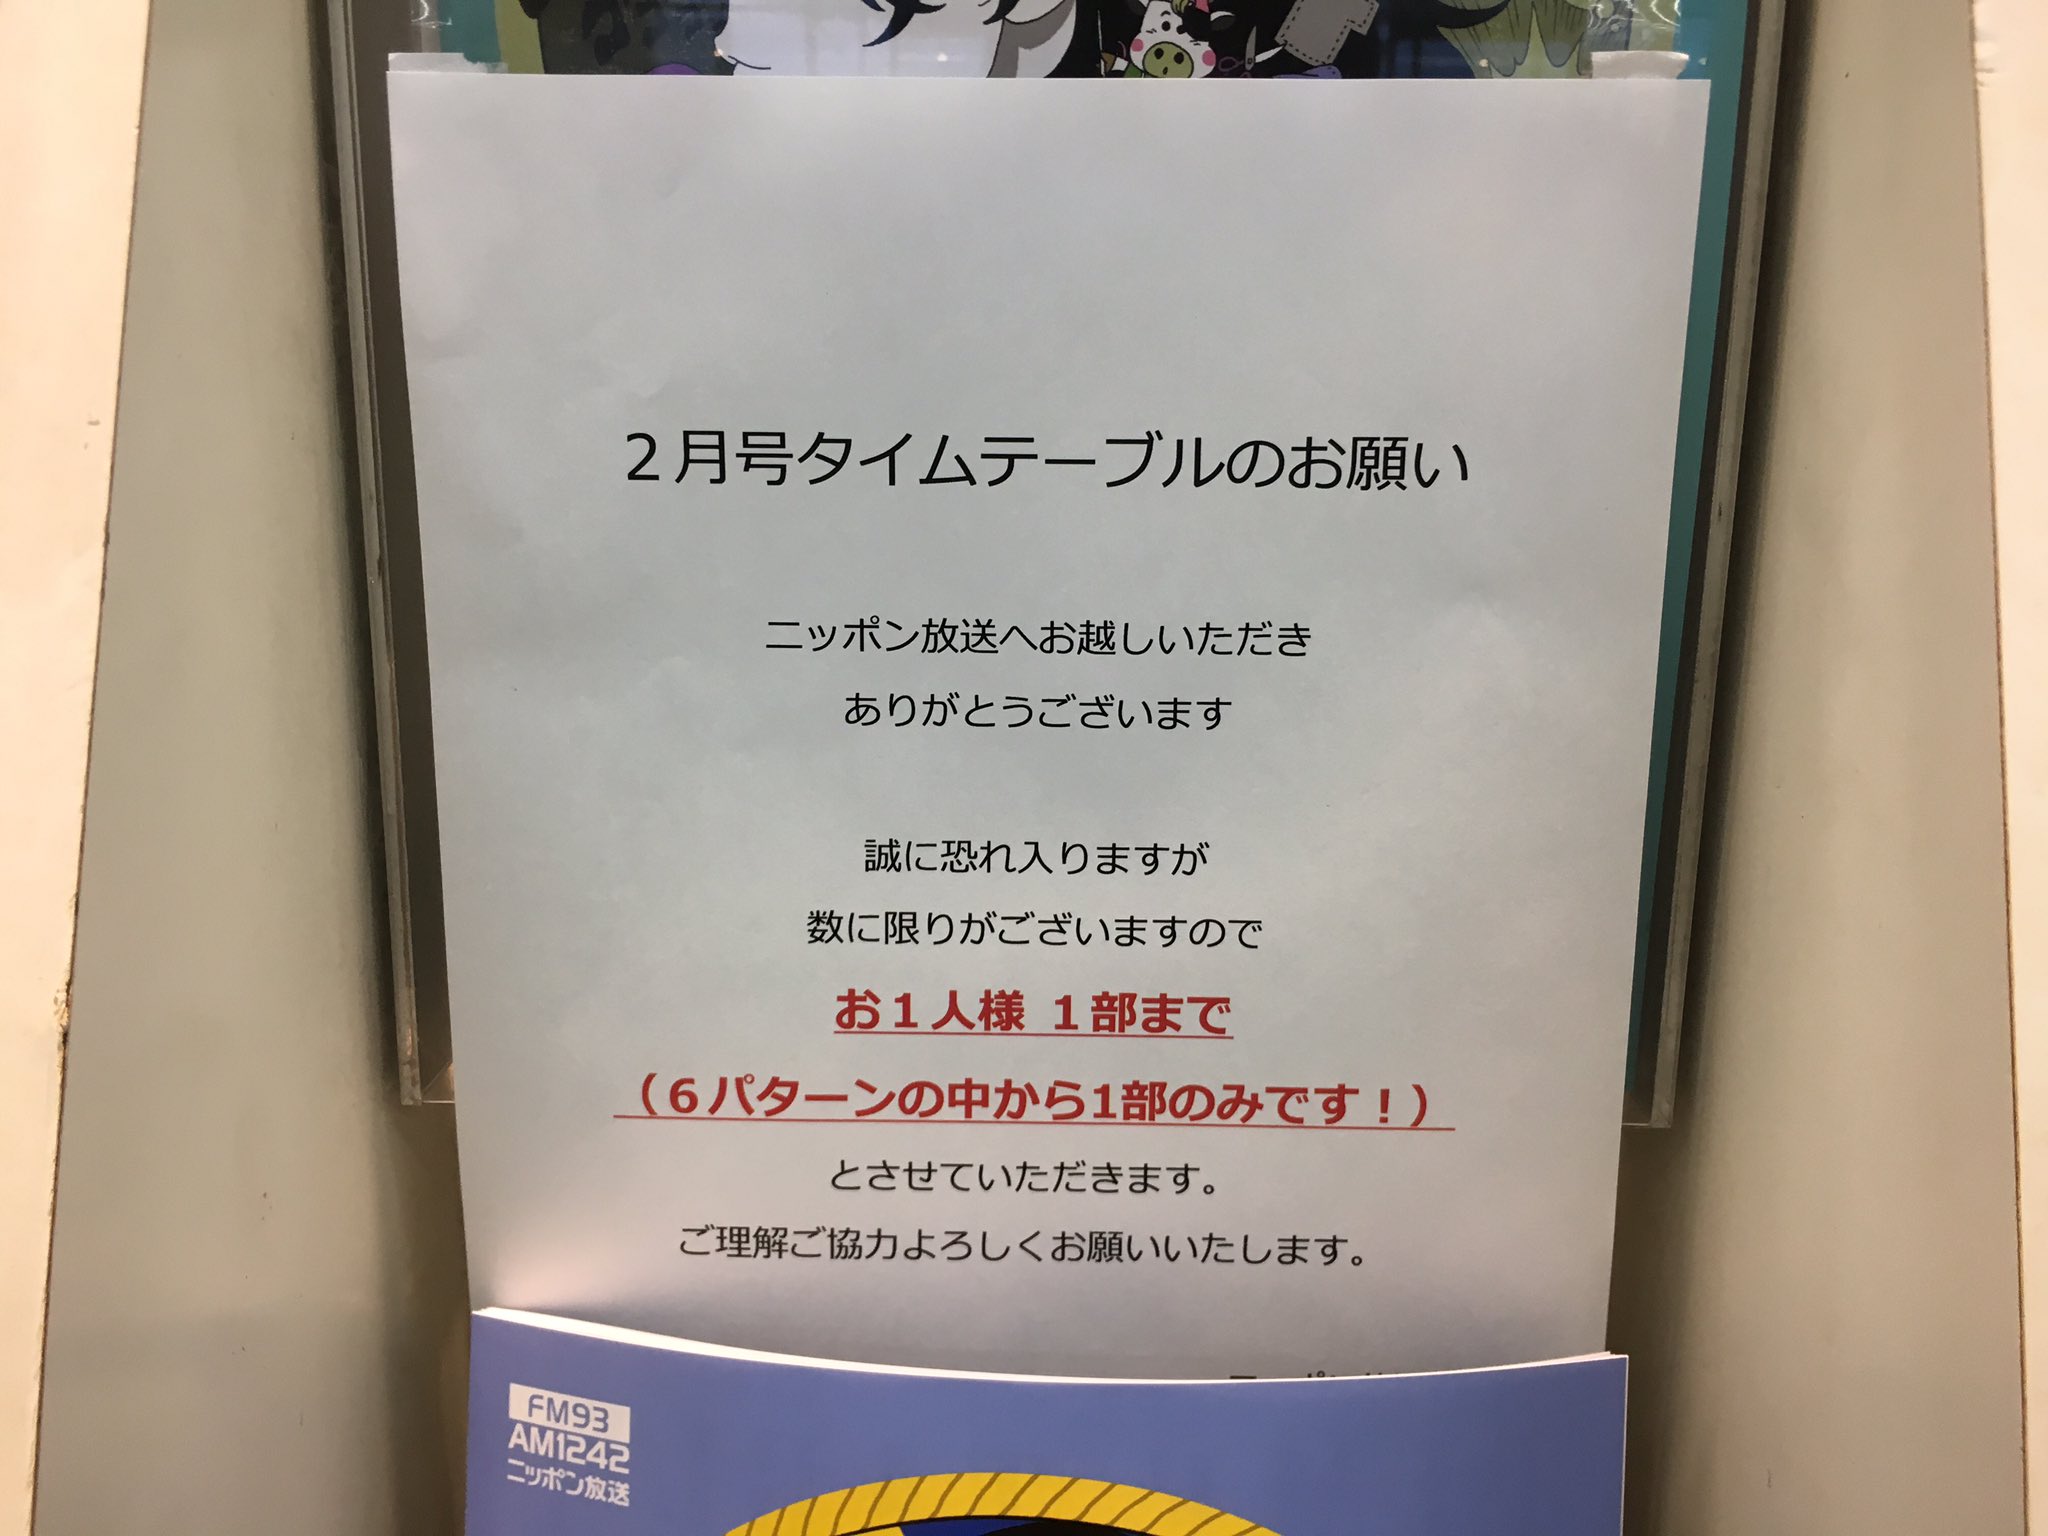 ２月号タイムテーブルのお願い
ニッポン放送へお越しいただき
ありがとうございます
誠に恐れ入りますが
数に限りがございますので
お１人様 １部まで
（６パターンの中から1部のみです！）
とさせていただきます。
ご理解ご協力よろしくお願いいたします。
FM93
AM1242
ニッポン放送